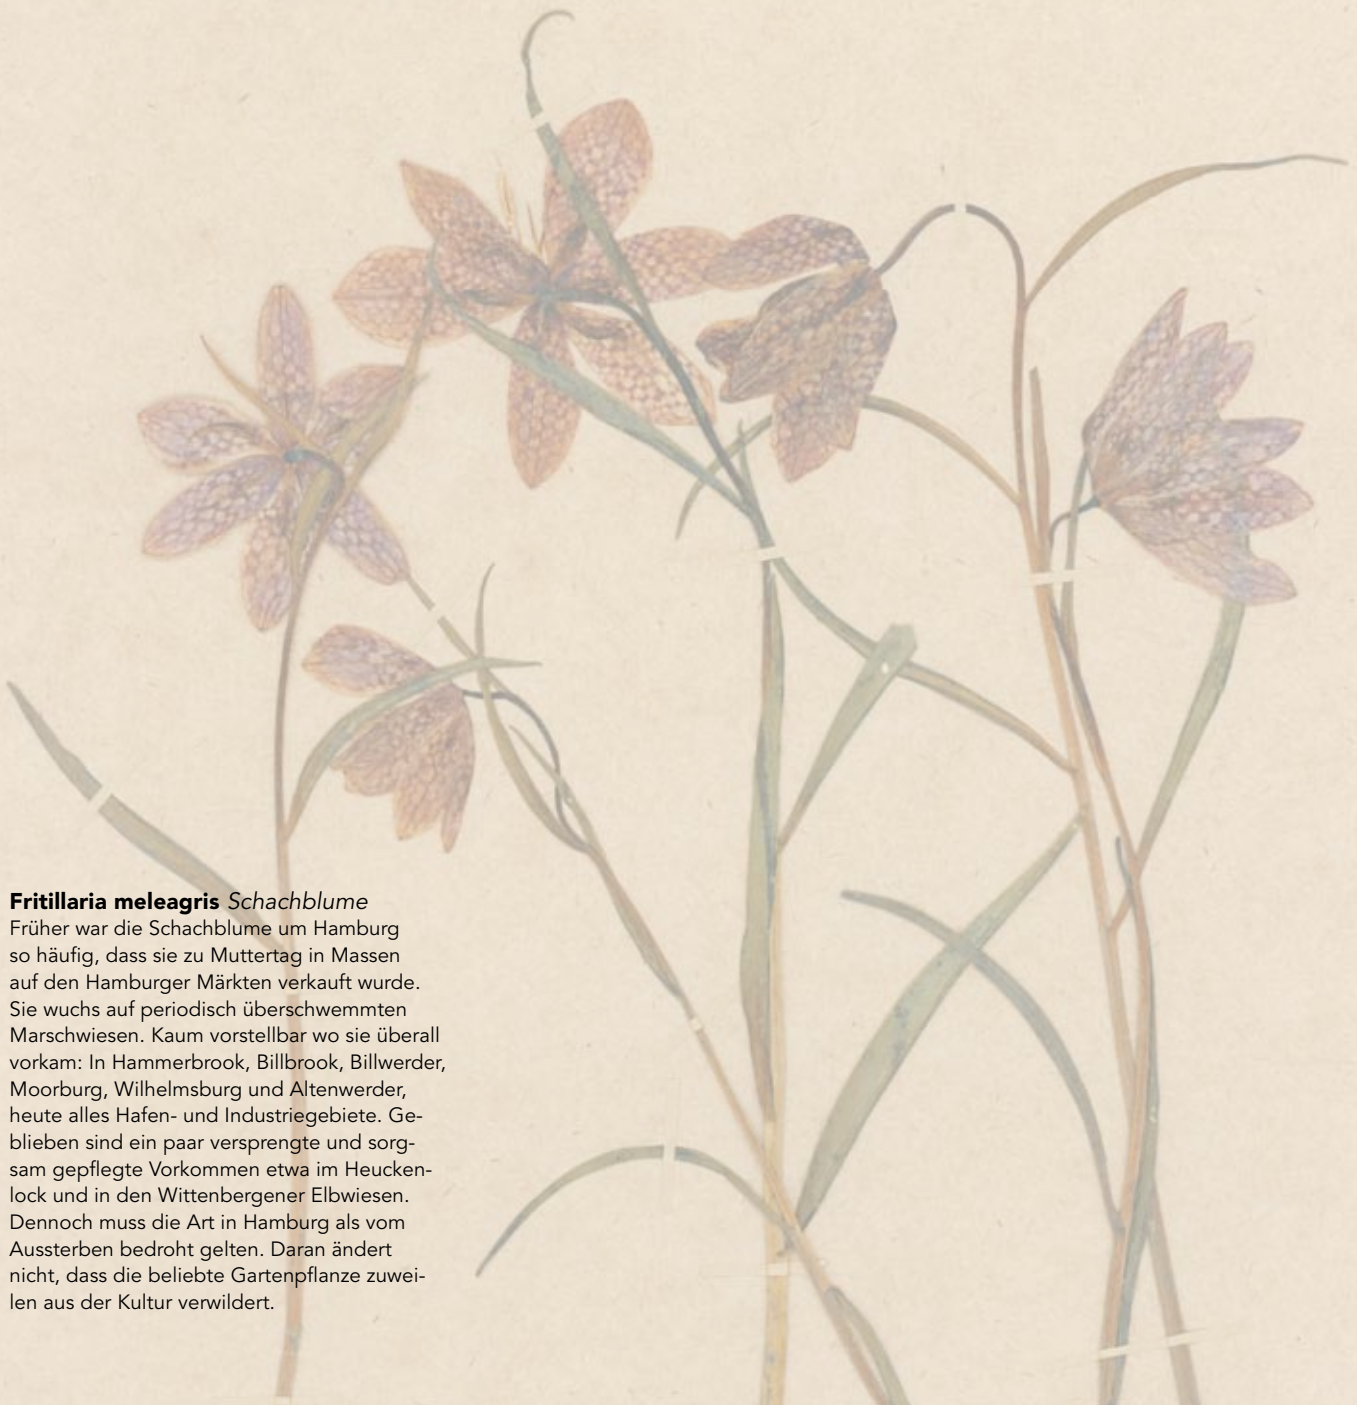 Fritillaria meleagris Schachblume
Früher war die Schachblume um Hamburg
so häufig, dass sie zu Muttertag in Massen
auf den Hamburger Märkten verkauft wurde.
Sie wuchs auf periodisch überschwemmten
Marschwiesen. Kaum vorstellbar wo sie überall
vorkam: In Hammerbrook, Billbrook, Billwerder,
Moorburg, Wilhelmsburg und Altenwerder,
heute alles Hafen- und Industriegebiete. Ge-
blieben sind ein paar versprengte und sorg-
sam gepflegte Vorkommen etwa im Heucken-
lock und in den Wittenbergener Elbwiesen.
Dennoch muss die Art in Hamburg als vom
Aussterben bedroht gelten. Daran ändert
nicht, dass die beliebte Gartenpflanze zuwei-
len aus der Kultur verwildert.